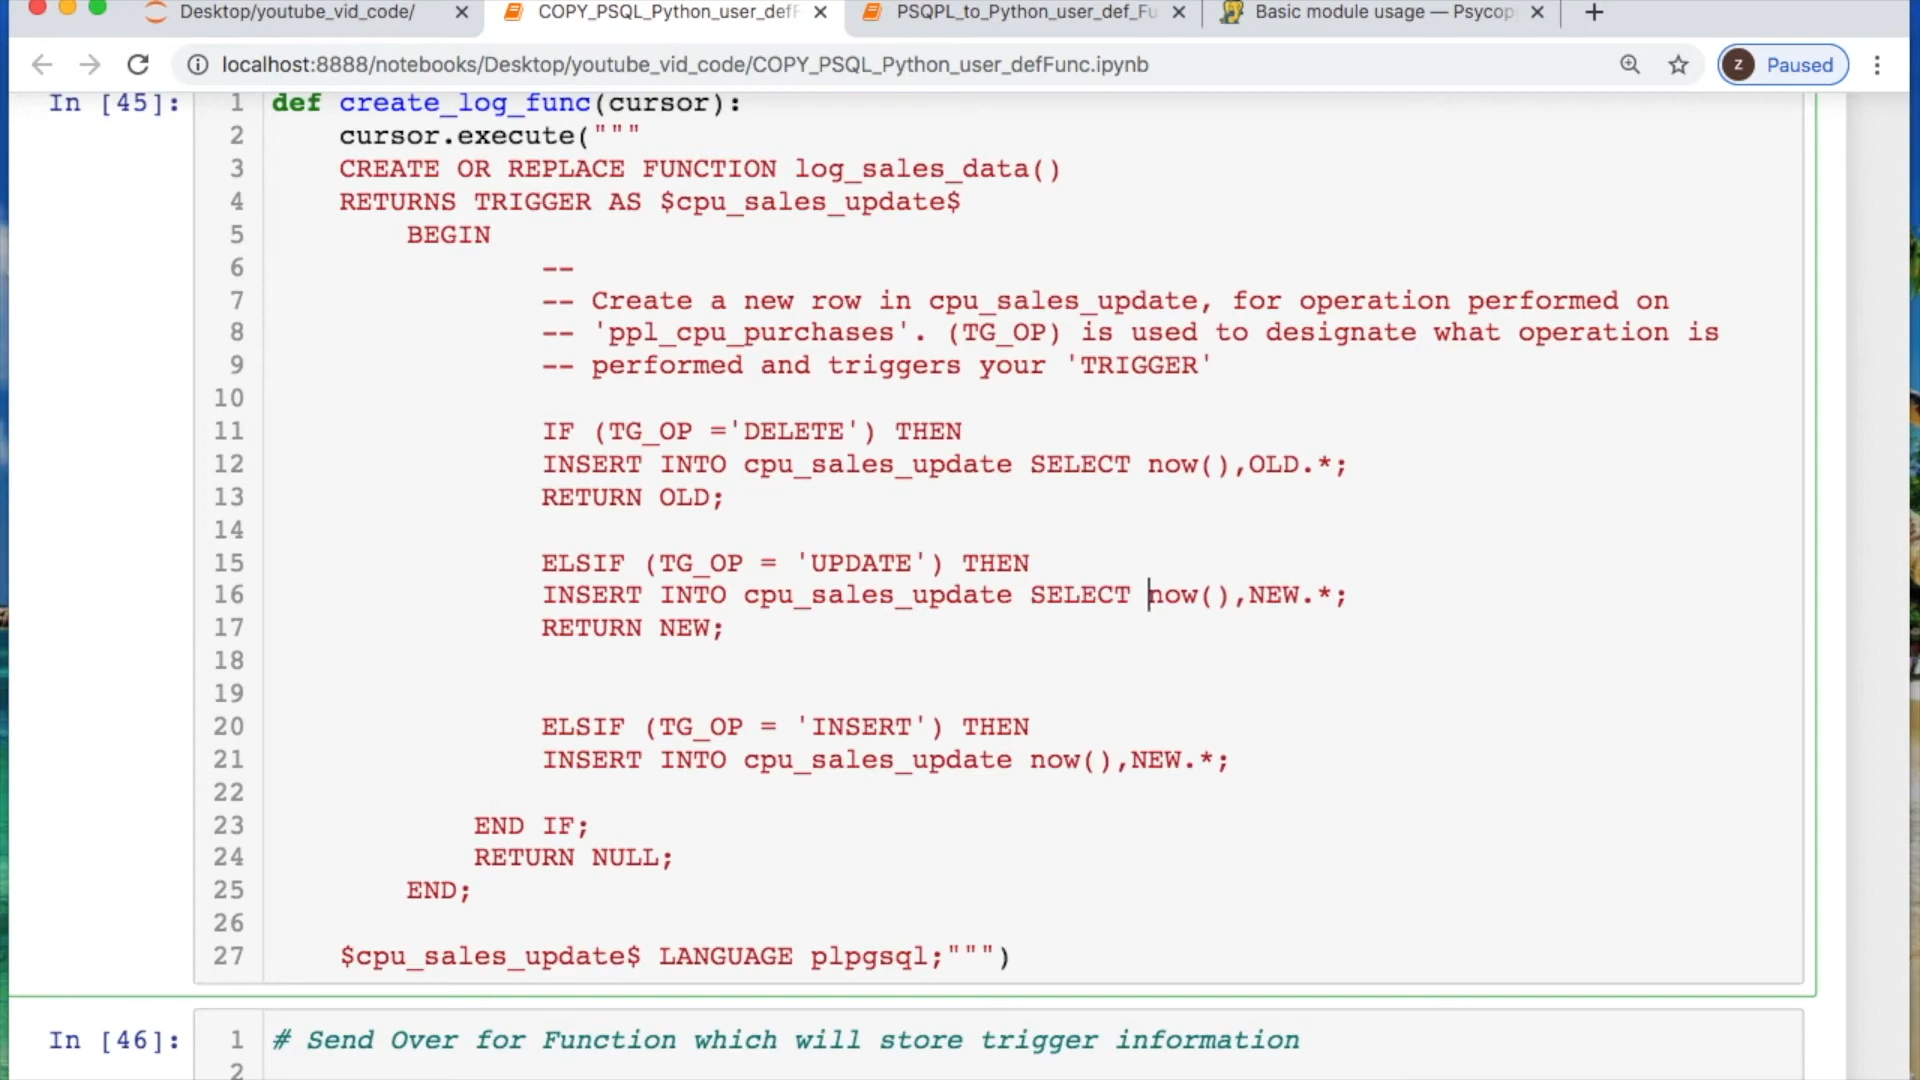 Desktop/youtube_vid_code/
COPY_PSQL_Python_user_defF
PSQPL_to_Python_user_def_Fu
Basic module usage — Psycop
localhost:8888/notebooks/Desktop/youtube_vid_code/COPY_PSQL_Python_user_defFunc.ipynb
z Paused
In [45]:
1 def create_log_func(cursor):
2 cursor.execute("""
3 CREATE OR REPLACE FUNCTION log_sales_data()
4 RETURNS TRIGGER AS $cpu_sales_update$
5 BEGIN
6 --
7 -- Create a new row in cpu_sales_update, for operation performed on
8 -- 'ppl_cpu_purchases'. (TG_OP) is used to designate what operation is
9 -- performed and triggers your 'TRIGGER'
10
11 IF (TG_OP ='DELETE') THEN
12 INSERT INTO cpu_sales_update SELECT now(),OLD.*;
13 RETURN OLD;
14
15 ELSIF (TG_OP = 'UPDATE') THEN
16 INSERT INTO cpu_sales_update SELECT now(),NEW.*;
17 RETURN NEW;
18
19
20 ELSIF (TG_OP = 'INSERT') THEN
21 INSERT INTO cpu_sales_update now(),NEW.*;
22
23 END IF;
24 RETURN NULL;
25 END;
26
27 $cpu_sales_update$ LANGUAGE plpgsql;""")
In [46]:
1 # Send Over for Function which will store trigger information
2